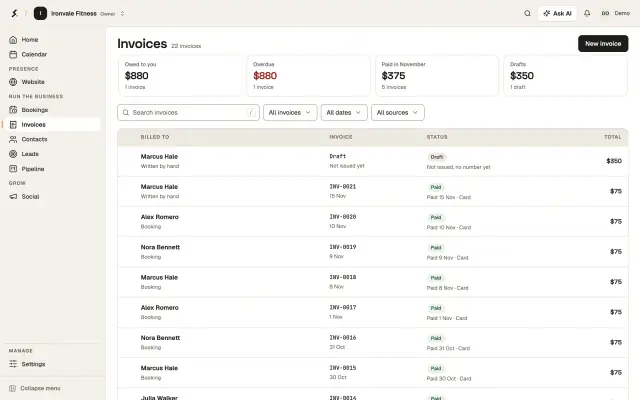 I Ironvale Fitness Owner
Ask AI
DO Demo
Home
Calendar
PRESENCE
Website
RUN THE BUSINESS
Bookings
Invoices
Contacts
Leads
Pipeline
GROW
Social
MANAGE
Settings
Collapse menu
Invoices 22 invoices
New invoice
Owed to you
$880
1 invoice
Overdue
$880
1 invoice
Paid in November
$375
5 invoices
Drafts
$350
1 draft
Search invoices /
All invoices
All dates
All sources
BILLED TO INVOICE STATUS TOTAL
Marcus Hale Draft Draft $350
Written by hand Not issued yet Not issued, no number yet
Marcus Hale INV-0021 Paid $75
Written by hand 15 Nov Paid 15 Nov · Card
Alex Romero INV-0020 Paid $75
Booking 10 Nov Paid 10 Nov · Card
Nora Bennett INV-0019 Paid $75
Booking 9 Nov Paid 9 Nov · Card
Marcus Hale INV-0018 Paid $75
Booking 8 Nov Paid 8 Nov · Card
Alex Romero INV-0017 Paid $75
Booking 1 Nov Paid 1 Nov · Card
Nora Bennett INV-0016 Paid $75
Booking 31 Oct Paid 31 Oct · Card
Marcus Hale INV-0015 Paid $75
Booking 30 Oct Paid 30 Oct · Card
Julia Walker INV-0014 Paid